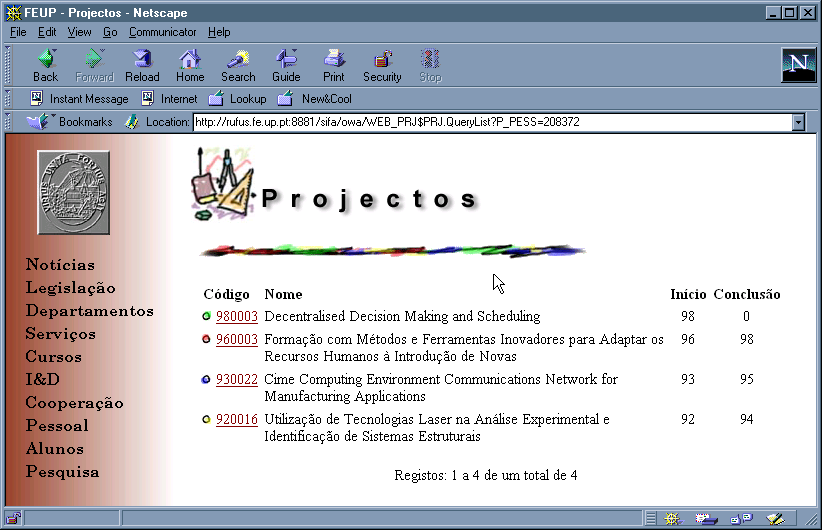 FEUP - Projectos - Netscape
File Edit View Go Communicator Help
Back Forward Reload Home Search Guide Print Security Stop
N
Instant Message Internet Lookup New&Cool
Bookmarks Location: http://rufus.fe.up.pt:8881/sifa/owa/WEB_PRJ$PRJ.QueryList?P_PESS=208372
Projectos
Notícias
Legislação
Departamentos
Serviços
Cursos
I&D
Cooperação
Pessoal
Alunos
Pesquisa
Código Nome Início Conclusão
980003 Decentralised Decision Making and Scheduling 98 0
960003 Formação com Métodos e Ferramentas Inovadores para Adaptar os 96 98
Recursos Humanos à Introdução de Novas
930022 Cime Computing Environment Communications Network for 93 95
Manufacturing Applications
920016 Utilização de Tecnologias Laser na Análise Experimental e 92 94
Identificação de Sistemas Estruturais
Registos: 1 a 4 de um total de 4